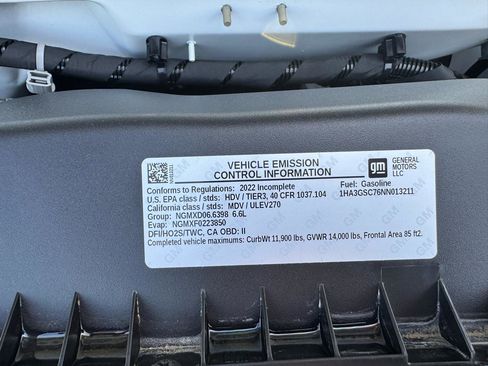 VEHICLE EMISSION
CONTROL INFORMATION
gm
GENERAL
MOTORS
LLC
Conforms to Regulations: 2022 Incomplete Fuel: Gasoline
U.S. EPA class / stds: HDV / TIER3, 40 CFR 1037.104 1HA3GSC76NN013211
California class / stds: MDV / ULEV270
Group: NGMXD06.6398 6.6L
Evap: NGMXF0223850
DFI/HO2S/TWC, CA OBD: II
Completed vehicle maximums: CurbWt 11,900 lbs, GVWR 14,000 lbs, Frontal Area 85 ft2.